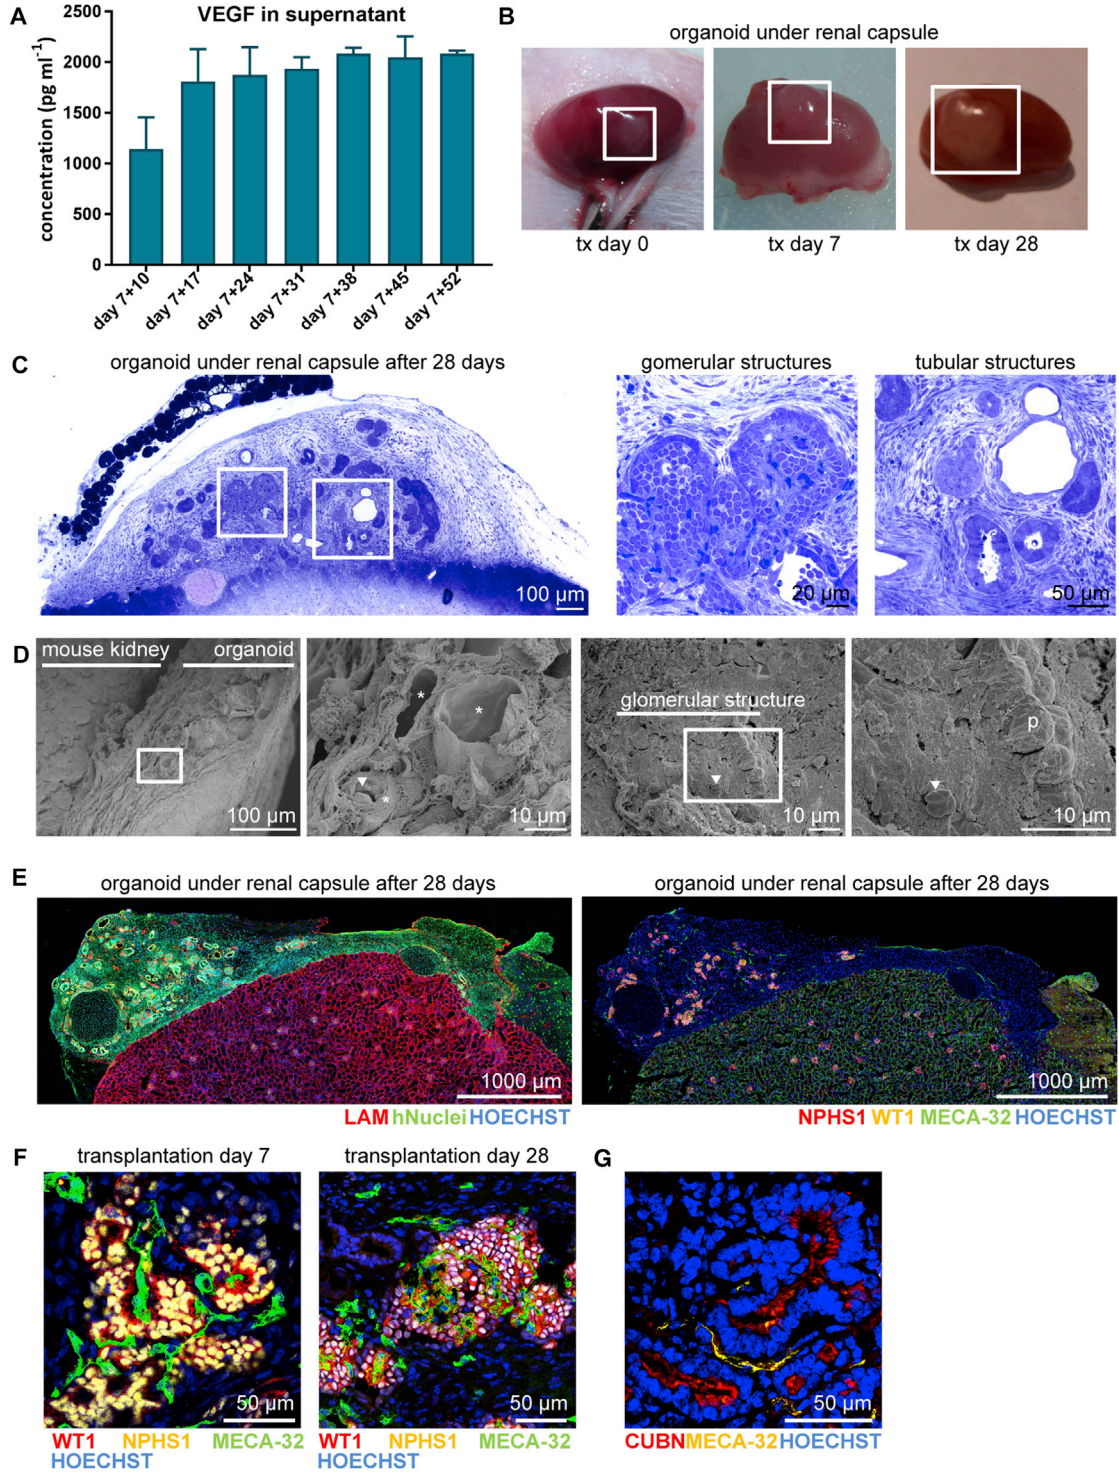 A
VEGF in supernatant
concentration (pg ml⁻¹)
2500
2000
1500
1000
500
0
day 7+10
day 7+17
day 7+24
day 7+31
day 7+38
day 7+45
day 7+52
B
organoid under renal capsule
tx day 0
tx day 7
tx day 28
C
organoid under renal capsule after 28 days
gomerular structures
tubular structures
100 µm
20 µm
50 µm
D
mouse kidney
organoid
100 µm
*
*
*
10 µm
glomerular structure
10 µm
p
10 µm
E
organoid under renal capsule after 28 days
organoid under renal capsule after 28 days
1000 µm
1000 µm
LAM hNuclei HOECHST
NPHS1 WT1 MECA-32 HOECHST
F
transplantation day 7
transplantation day 28
G
50 µm
50 µm
50 µm
WT1 NPHS1 MECA-32
HOECHST
WT1 NPHS1 MECA-32
HOECHST
CUBN MECA-32 HOECHST